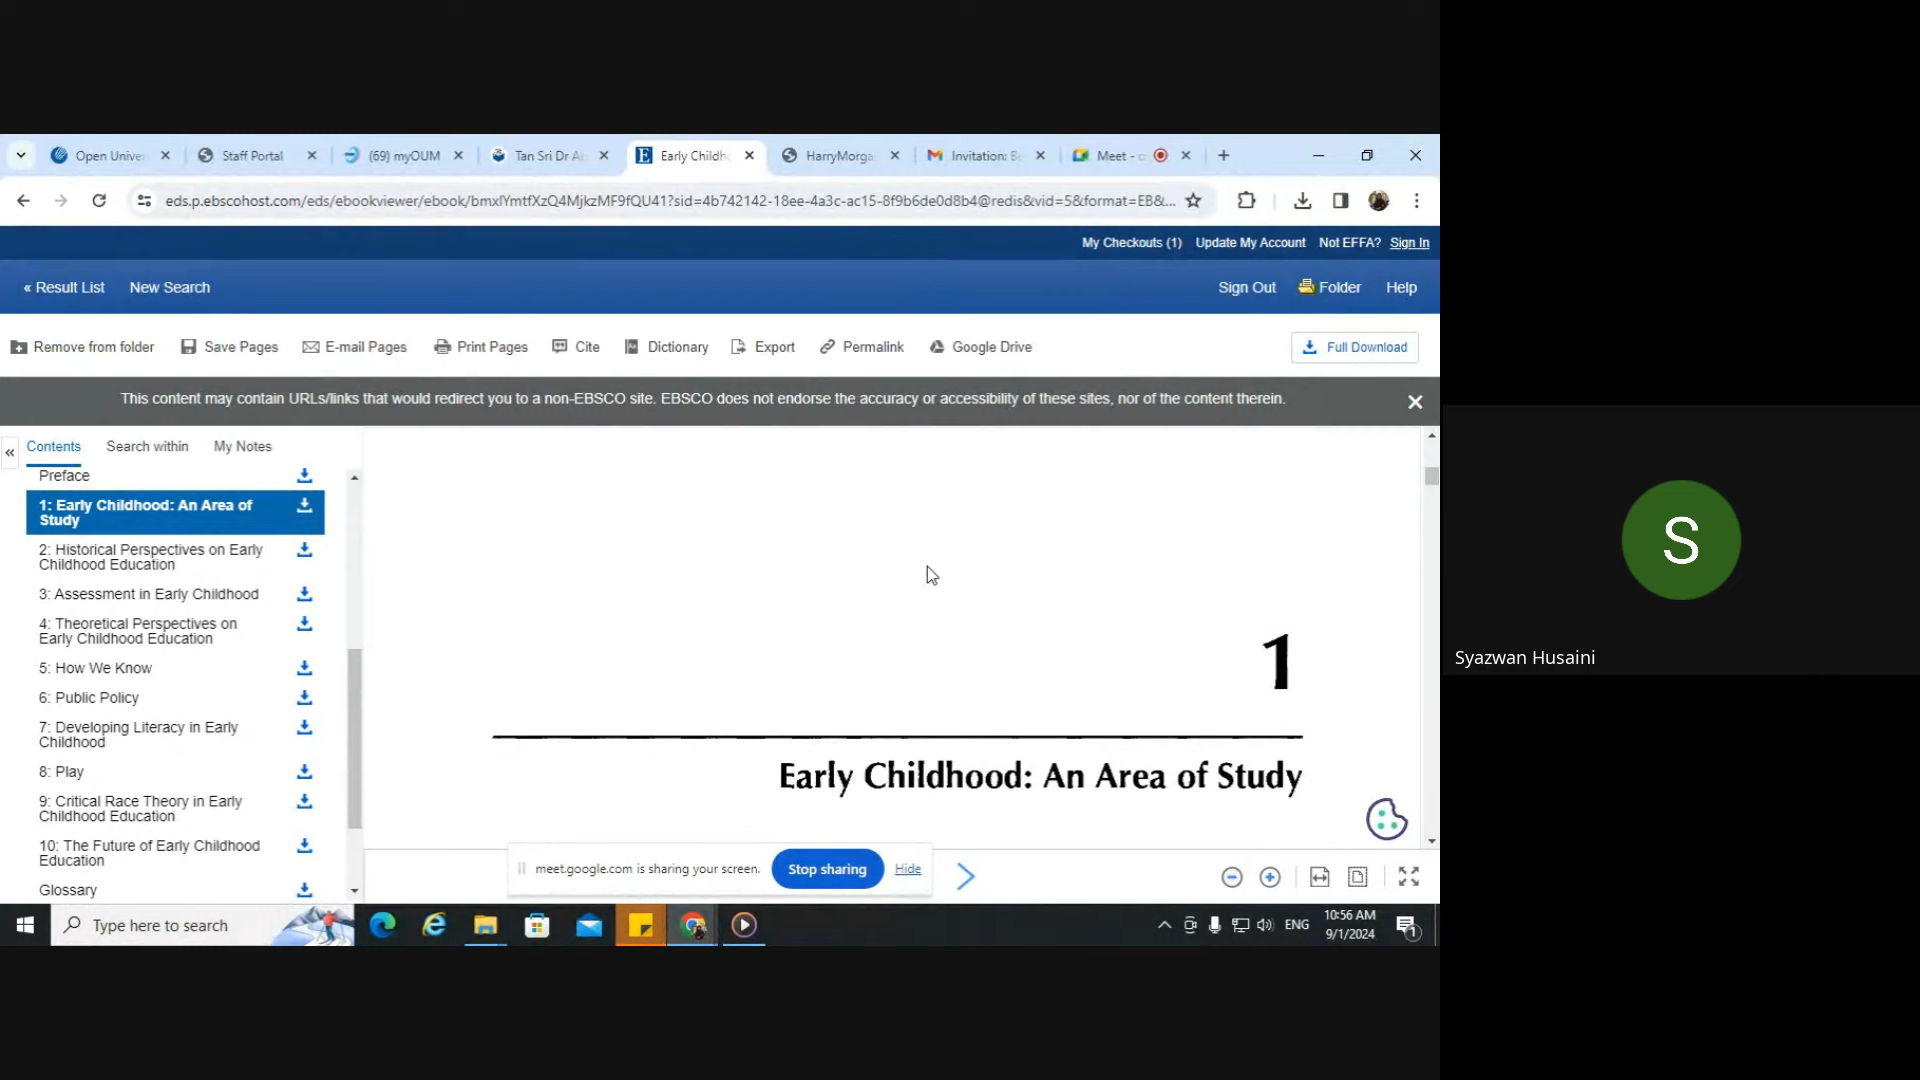 Open Unive
Staff Portal
(69) myOUM
Tan Sri Dr A
Early Childh
HarryMorga
Invitation: B
Meet -
eds.p.ebscohost.com/eds/ebookviewer/ebook/bmxlYmtfXzQ4MjkzMF9fQU41?sid=4b742142-18ee-4a3c-ac15-8f9b6de0d8b4@redis&vid=5&format=EB&...
My Checkouts (1) Update My Account Not EFFA? Sign In
« Result List New Search Sign Out Folder Help
Remove from folder Save Pages E-mail Pages Print Pages Cite Dictionary Export Permalink Google Drive Full Download
This content may contain URLs/links that would redirect you to a non-EBSCO site. EBSCO does not endorse the accuracy or accessibility of these sites, nor of the content therein.
Contents Search within My Notes
Preface
1: Early Childhood: An Area of
Study
2: Historical Perspectives on Early
Childhood Education
3: Assessment in Early Childhood
4: Theoretical Perspectives on
Early Childhood Education
5: How We Know
6: Public Policy
7: Developing Literacy in Early
Childhood
8: Play
9: Critical Race Theory in Early
Childhood Education
10: The Future of Early Childhood
Education
Glossary
1
Early Childhood: An Area of Study
meet.google.com is sharing your screen. Stop sharing Hide
Type here to search
ENG
10:56 AM
9/1/2024
1
S
Syazwan Husaini